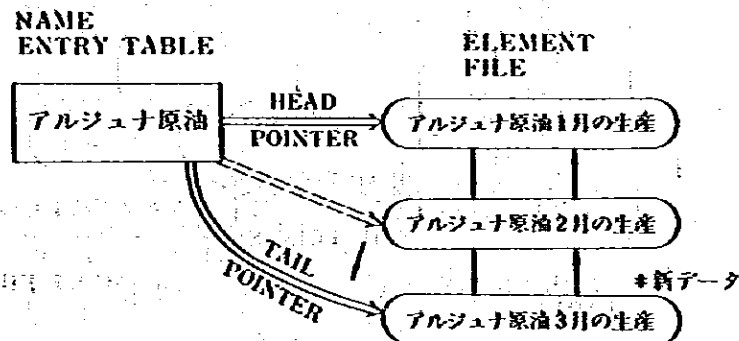 NAME
ENTRY TABLE
ELEMENT
FILE
アルジュナ原油
HEAD
POINTER
アルジュナ原油1月の生産
アルジュナ原油2月の生産
TAIL
POINTER
*新データ
アルジュナ原油3月の生産